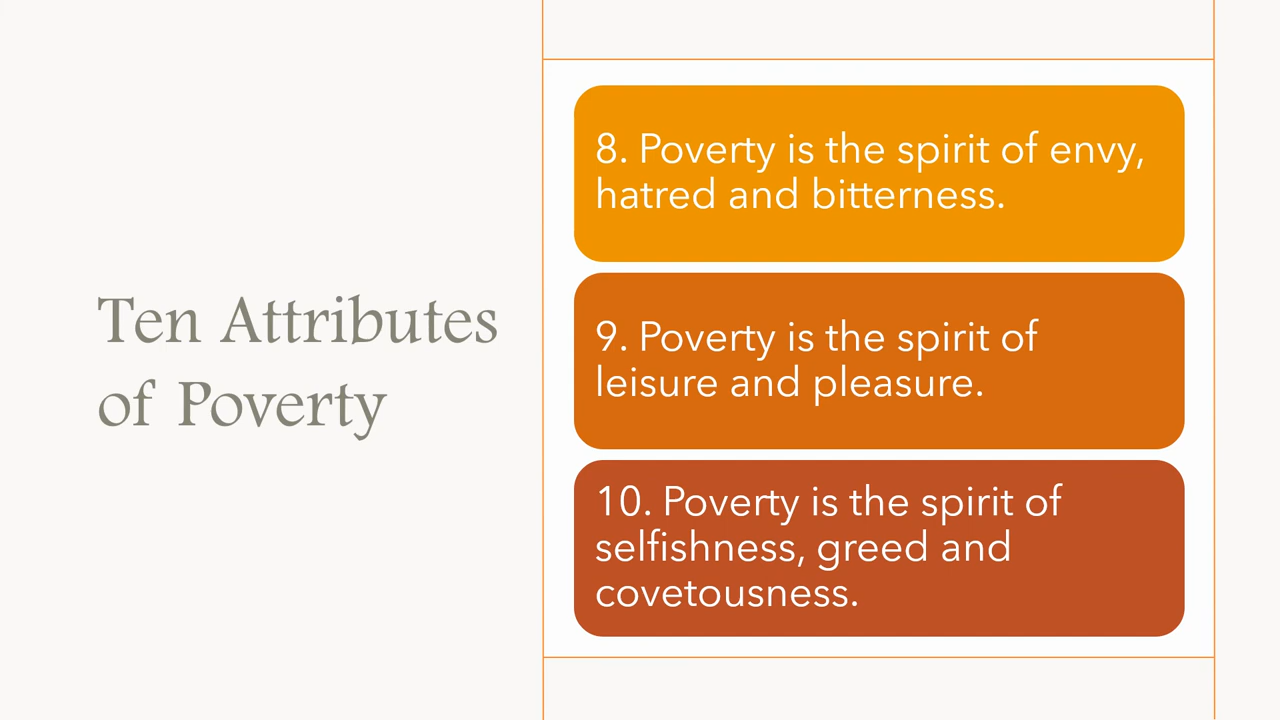 Ten Attributes
of Poverty
8. Poverty is the spirit of envy,
hatred and bitterness.
9. Poverty is the spirit of
leisure and pleasure.
10. Poverty is the spirit of
selfishness, greed and
covetousness.